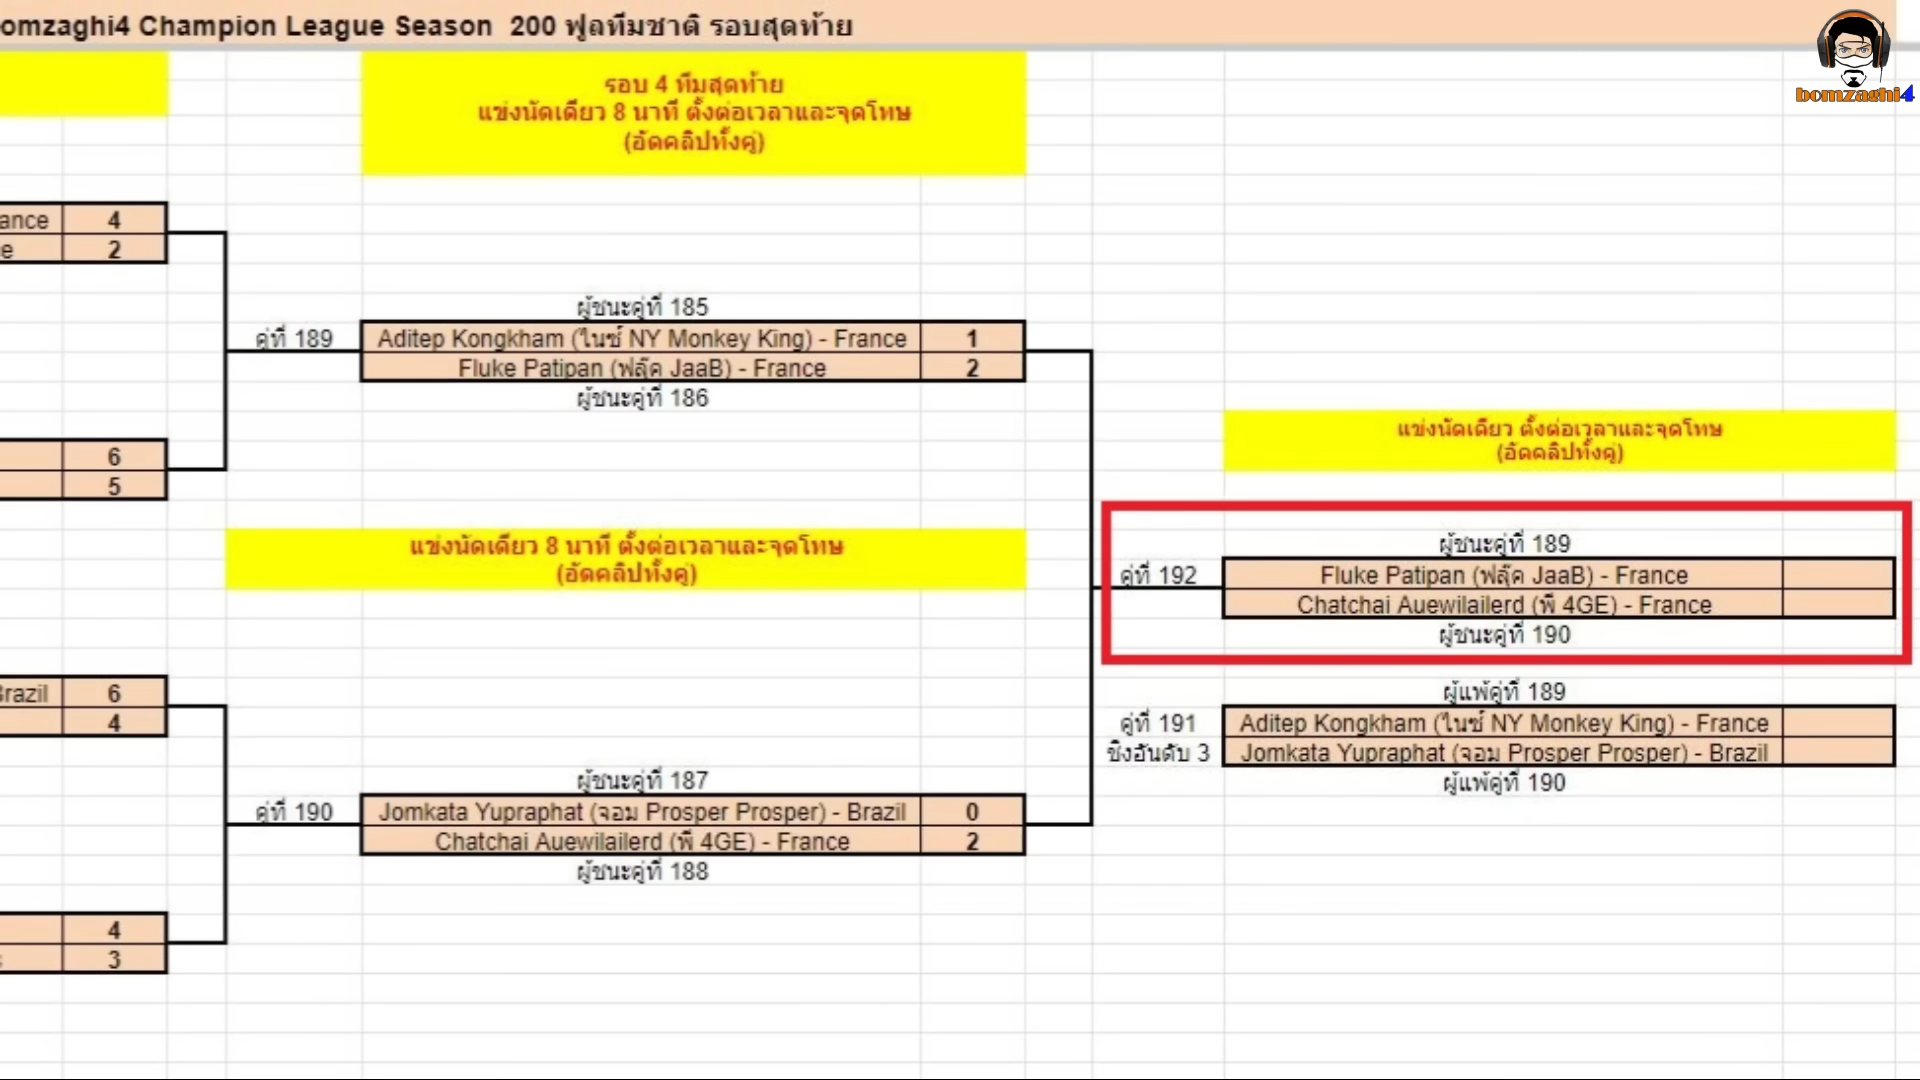 omzaghi4 Champion League Season 200 ฟูลทีมชาติ รอบสุดท้าย
bomzaghi4
รอบ 4 ทีมสุดท้าย
แข่งนัดเดียว 8 นาที ตั้งต่อเวลาและจุดโทษ
(อัดคลิปทั้งคู่)
ance 4
e 2
ผู้ชนะคู่ที่ 185
คู่ที่ 189
Aditep Kongkham (ไนซ์ NY Monkey King) - France 1
Fluke Patipan (ฟลุ๊ค JaaB) - France 2
ผู้ชนะคู่ที่ 186
6
5
แข่งนัดเดียว ตั้งต่อเวลาและจุดโทษ
(อัดคลิปทั้งคู่)
แข่งนัดเดียว 8 นาที ตั้งต่อเวลาและจุดโทษ
(อัดคลิปทั้งคู่)
ผู้ชนะคู่ที่ 189
คู่ที่ 192
Fluke Patipan (ฟลุ๊ค JaaB) - France
Chatchai Auewilailerd (พี 4GE) - France
ผู้ชนะคู่ที่ 190
ผู้แพ้คู่ที่ 189
คู่ที่ 191
ชิงอันดับ 3
Aditep Kongkham (ไนซ์ NY Monkey King) - France
Jomkata Yupraphat (จอม Prosper Prosper) - Brazil
ผู้แพ้คู่ที่ 190
Brazil 6
4
ผู้ชนะคู่ที่ 187
คู่ที่ 190
Jomkata Yupraphat (จอม Prosper Prosper) - Brazil 0
Chatchai Auewilailerd (พี 4GE) - France 2
ผู้ชนะคู่ที่ 188
4
3